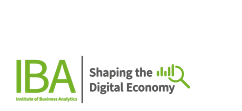 IBA
Institute of Business Analytics
Shaping the
Digital Economy